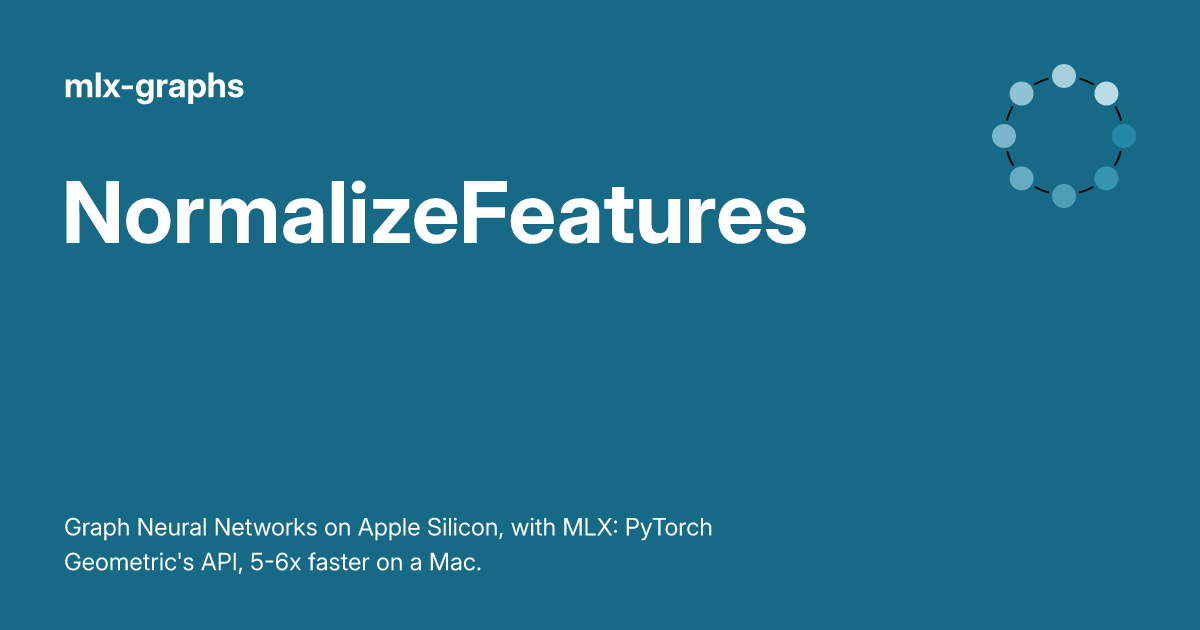 mlx-graphs
NormalizeFeatures
Graph Neural Networks on Apple Silicon, with MLX: PyTorch
Geometric's API, 5-6x faster on a Mac.